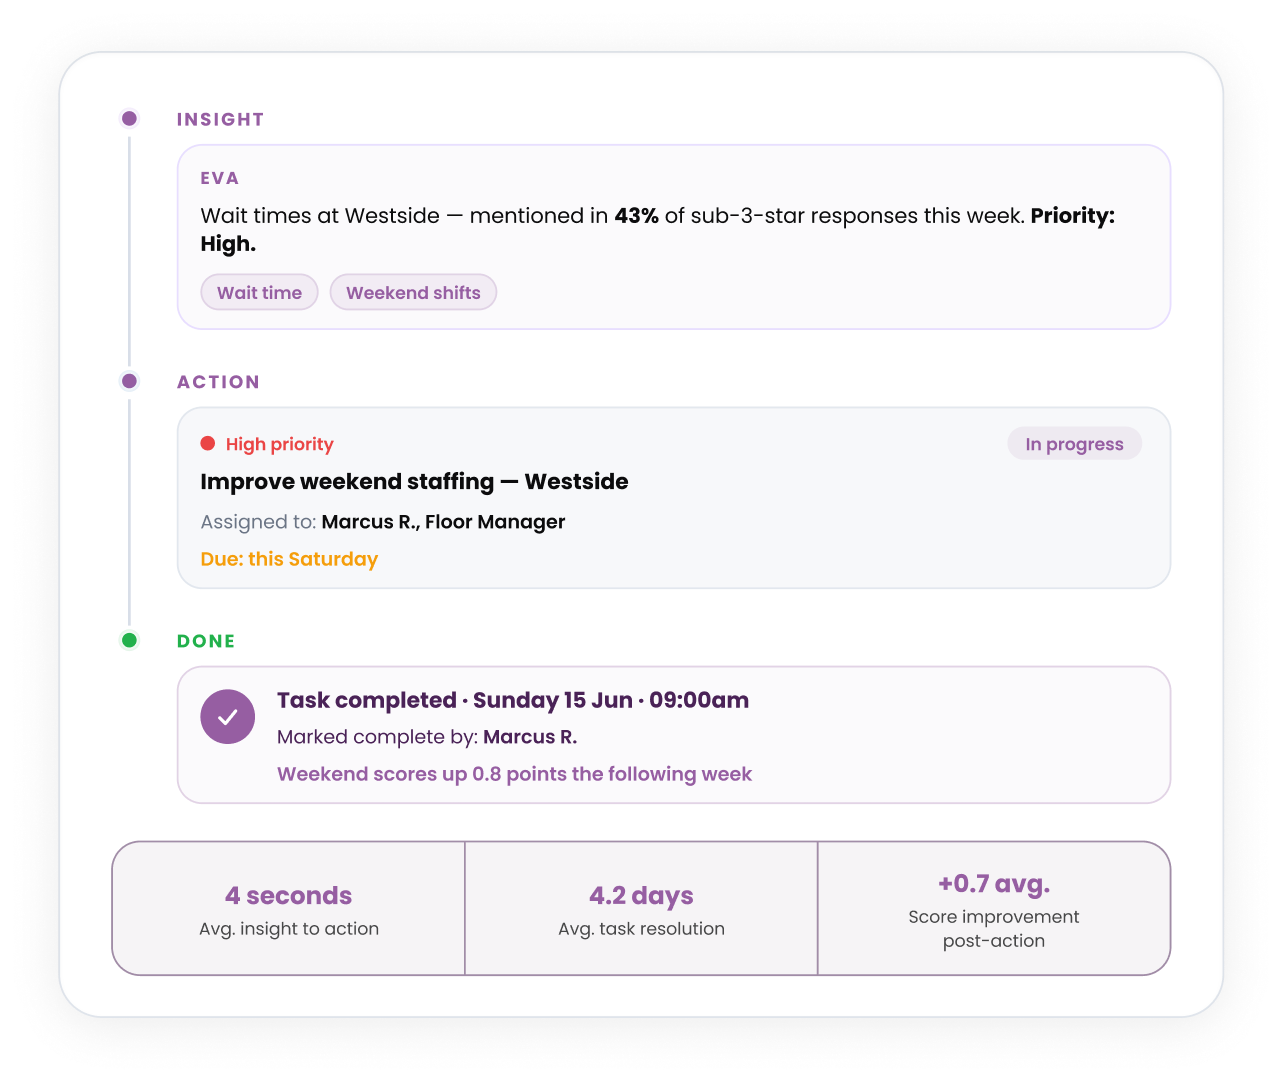 INSIGHT
EVA
Wait times at Westside — mentioned in 43% of sub-3-star responses this week. Priority:
High.
Wait time
Weekend shifts
ACTION
High priority
In progress
Improve weekend staffing — Westside
Assigned to: Marcus R., Floor Manager
Due: this Saturday
DONE
Task completed · Sunday 15 Jun · 09:00am
Marked complete by: Marcus R.
Weekend scores up 0.8 points the following week
4 seconds
Avg. insight to action
4.2 days
Avg. task resolution
+0.7 avg.
Score improvement
post-action